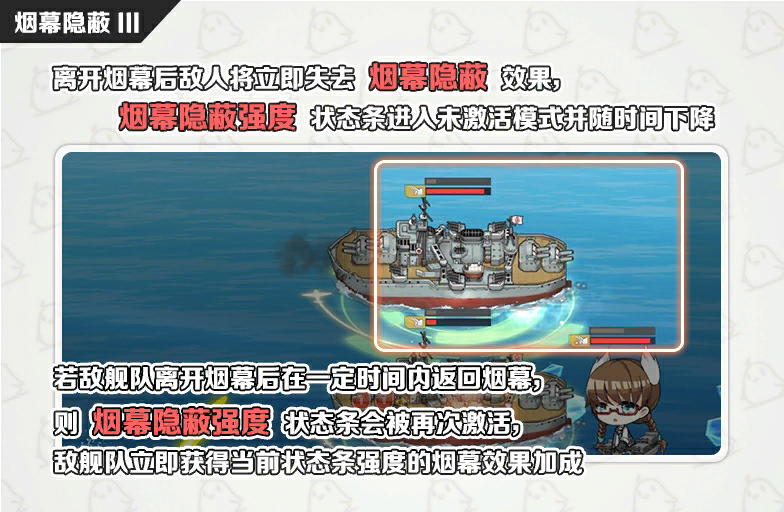 烟幕隐蔽 III
离开烟幕后敌人将立即失去 烟幕隐蔽 效果，
烟幕隐蔽强度 状态条进入未激活模式并随时间下降
若敌舰队离开烟幕后在一定时间内返回烟幕，
则 烟幕隐蔽强度 状态条会被再次激活，
敌舰队立即获得当前状态条强度的烟幕效果加成